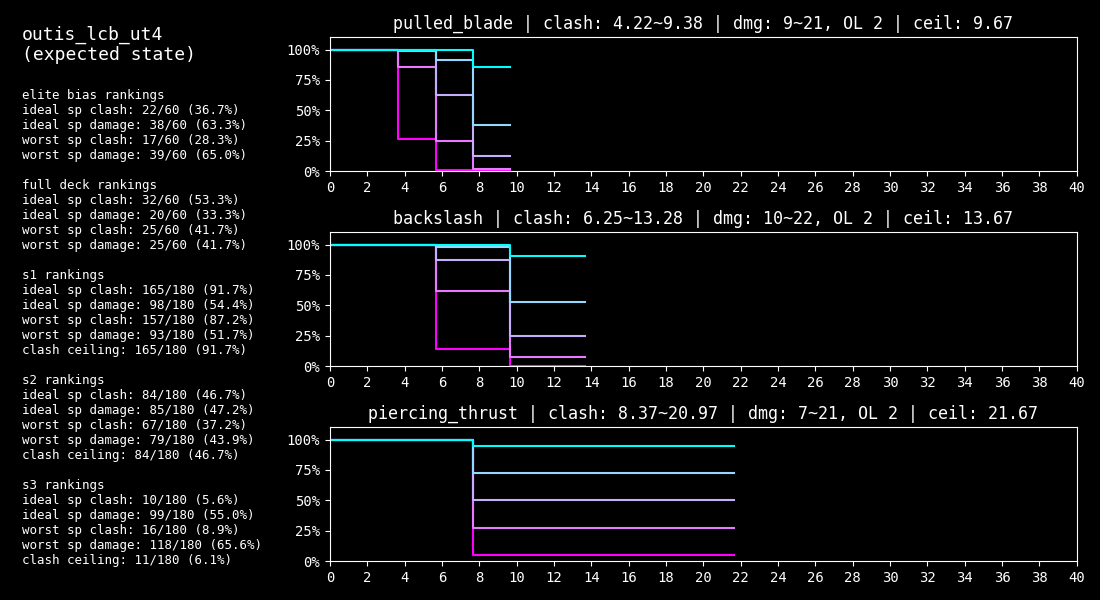 outis_lcb_ut4
(expected state)
elite bias rankings
ideal sp clash: 22/60 (36.7%)
ideal sp damage: 38/60 (63.3%)
worst sp clash: 17/60 (28.3%)
worst sp damage: 39/60 (65.0%)
full deck rankings
ideal sp clash: 32/60 (53.3%)
ideal sp damage: 20/60 (33.3%)
worst sp clash: 25/60 (41.7%)
worst sp damage: 25/60 (41.7%)
s1 rankings
ideal sp clash: 165/180 (91.7%)
ideal sp damage: 98/180 (54.4%)
worst sp clash: 157/180 (87.2%)
worst sp damage: 93/180 (51.7%)
clash ceiling: 165/180 (91.7%)
s2 rankings
ideal sp clash: 84/180 (46.7%)
ideal sp damage: 85/180 (47.2%)
worst sp clash: 67/180 (37.2%)
worst sp damage: 79/180 (43.9%)
clash ceiling: 84/180 (46.7%)
s3 rankings
ideal sp clash: 10/180 (5.6%)
ideal sp damage: 99/180 (55.0%)
worst sp clash: 16/180 (8.9%)
worst sp damage: 118/180 (65.6%)
clash ceiling: 11/180 (6.1%)
pulled_blade | clash: 4.22~9.38 | dmg: 9~21, OL 2 | ceil: 9.67
100%
75%
50%
25%
0%
0 2 4 6 8 10 12 14 16 18 20 22 24 26 28 30 32 34 36 38 40
backslash | clash: 6.25~13.28 | dmg: 10~22, OL 2 | ceil: 13.67
100%
75%
50%
25%
0%
0 2 4 6 8 10 12 14 16 18 20 22 24 26 28 30 32 34 36 38 40
piercing_thrust | clash: 8.37~20.97 | dmg: 7~21, OL 2 | ceil: 21.67
100%
75%
50%
25%
0%
0 2 4 6 8 10 12 14 16 18 20 22 24 26 28 30 32 34 36 38 40